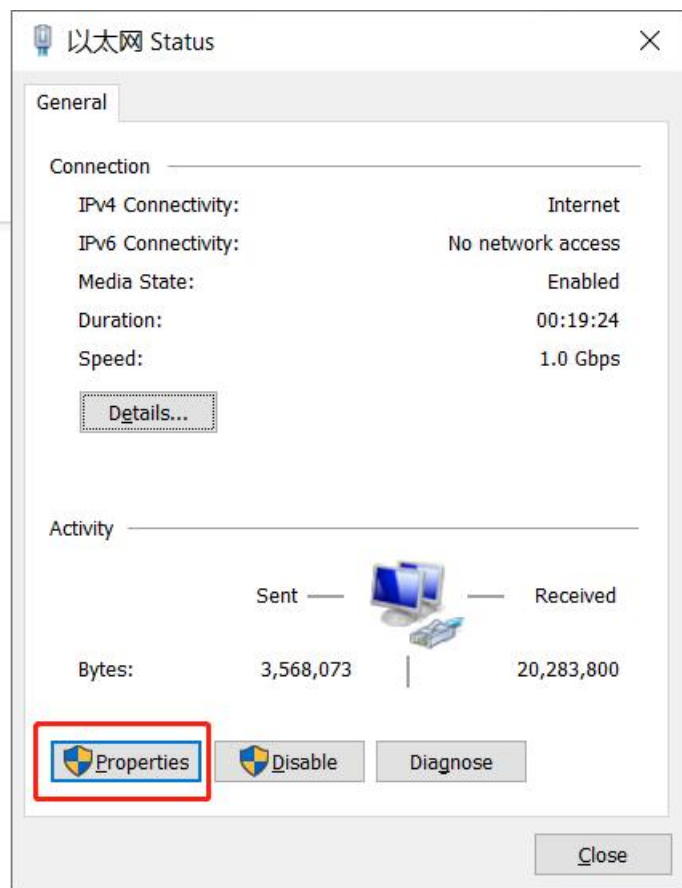 以太网 Status
General
Connection
IPv4 Connectivity: Internet
IPv6 Connectivity: No network access
Media State: Enabled
Duration: 00:19:24
Speed: 1.0 Gbps
Details...
Activity
Sent Received
Bytes: 3,568,073 20,283,800
Properties Disable Diagnose
Close